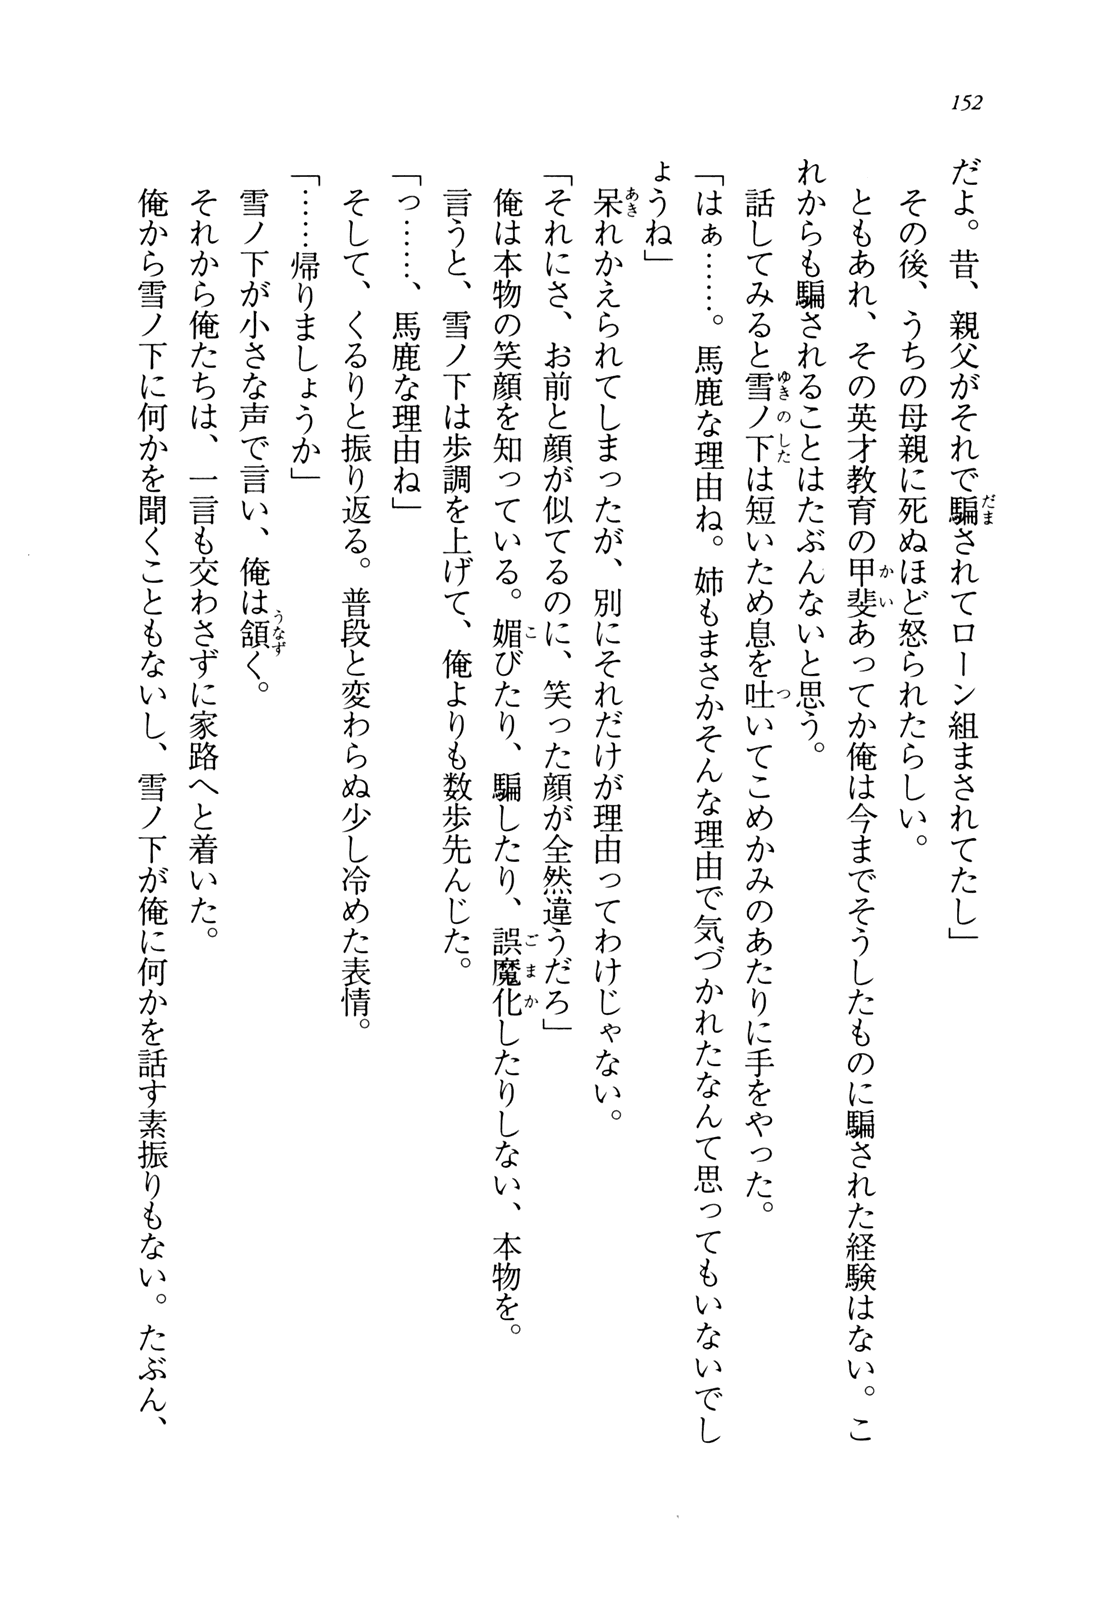 152
だよ。昔、親父がそれで騙されてローン組まされてたし」
その後、うちの母親に死ぬほど怒られたらしい。
ともあれ、その英才教育の甲斐あってか俺は今までそうしたものに騙された経験はない。こ
れからも騙されることはたぶんないと思う。
話してみると雪ノ下は短いため息を吐いてこめかみのあたりに手をやった。
「はぁ……。馬鹿な理由ね。姉もまさかそんな理由で気づかれたなんて思ってもいないでし
ょうね」
呆れかえられてしまったが、別にそれだけが理由ってわけじゃない。
「それにさ、お前と顔が似てるのに、笑った顔が全然違うだろ」
俺は本物の笑顔を知っている。媚びたり、騙したり、誤魔化したりしない、本物を。
言うと、雪ノ下は歩調を上げて、俺よりも数歩先んじた。
「っ……、馬鹿な理由ね」
そして、くるりと振り返る。普段と変わらぬ少し冷めた表情。
「……帰りましょうか」
雪ノ下が小さな声で言い、俺は頷く。
それから俺たちは、一言も交わさずに家路へと着いた。
俺から雪ノ下に何かを聞くこともないし、雪ノ下が俺に何かを話す素振りもない。たぶん、